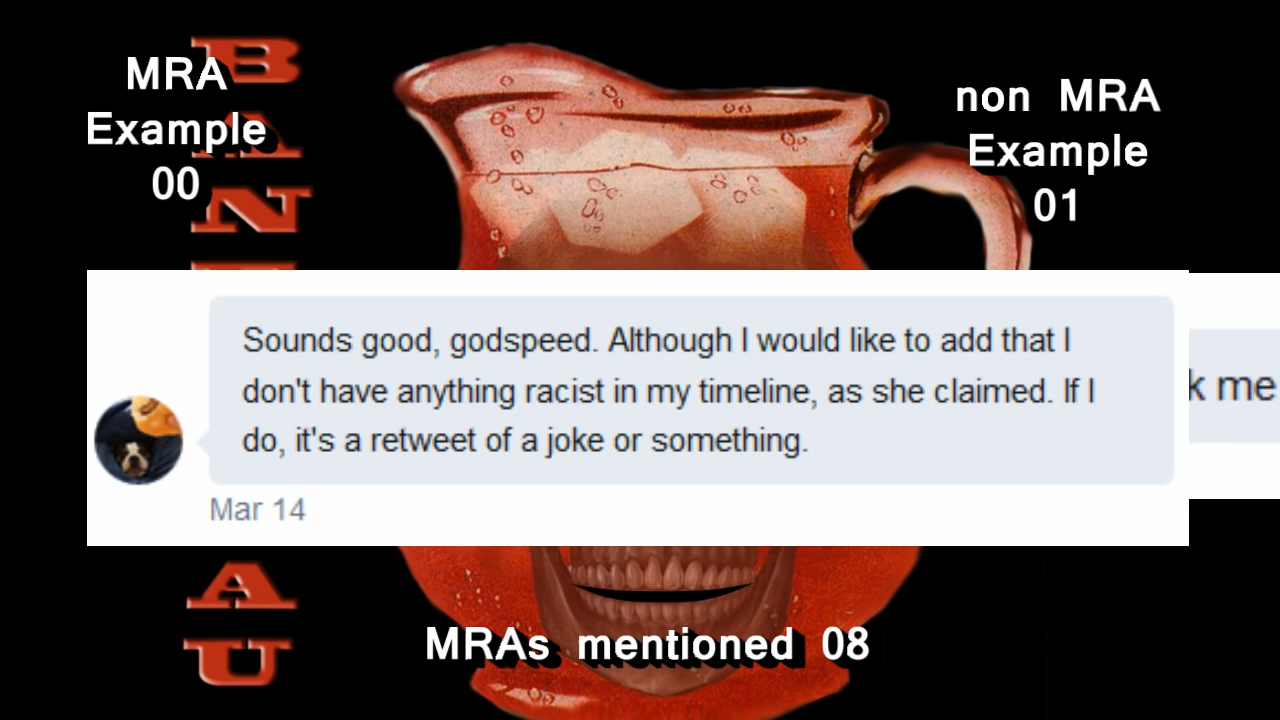 MRA
Example
00
non MRA
Example
01
Sounds good, godspeed. Although I would like to add that I
don't have anything racist in my timeline, as she claimed. If I
do, it's a retweet of a joke or something.
Mar 14
k me
MRAs mentioned 08
B
N
A
U